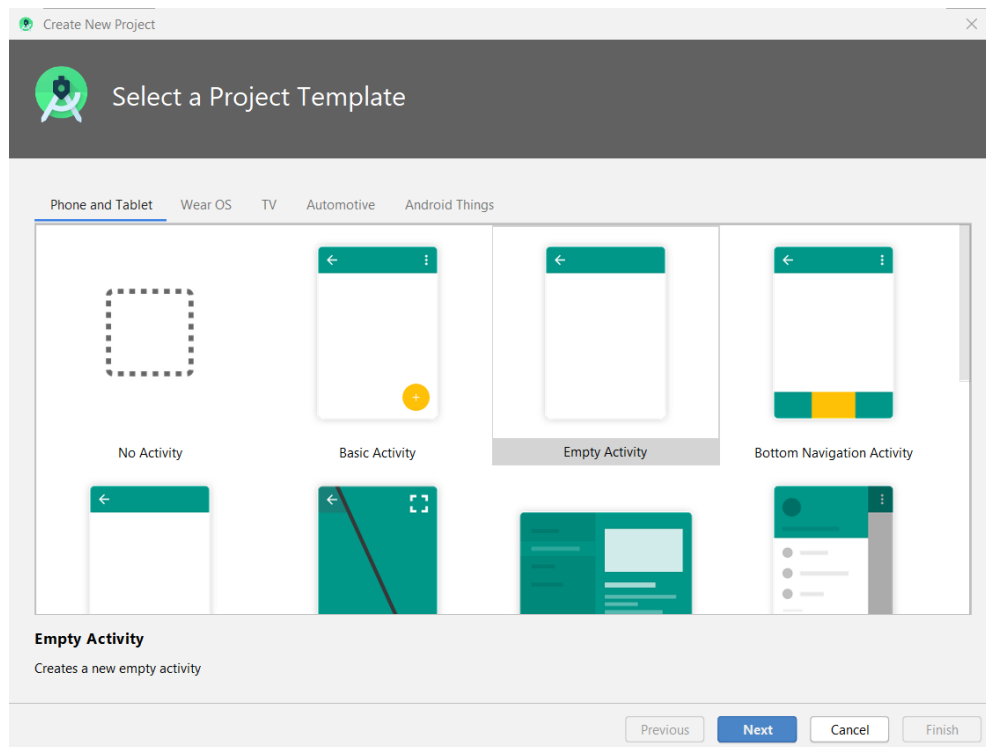 Create New Project
Select a Project Template
Phone and Tablet Wear OS TV Automotive Android Things
No Activity Basic Activity Empty Activity Bottom Navigation Activity
Empty Activity
Creates a new empty activity
Previous Next Cancel Finish